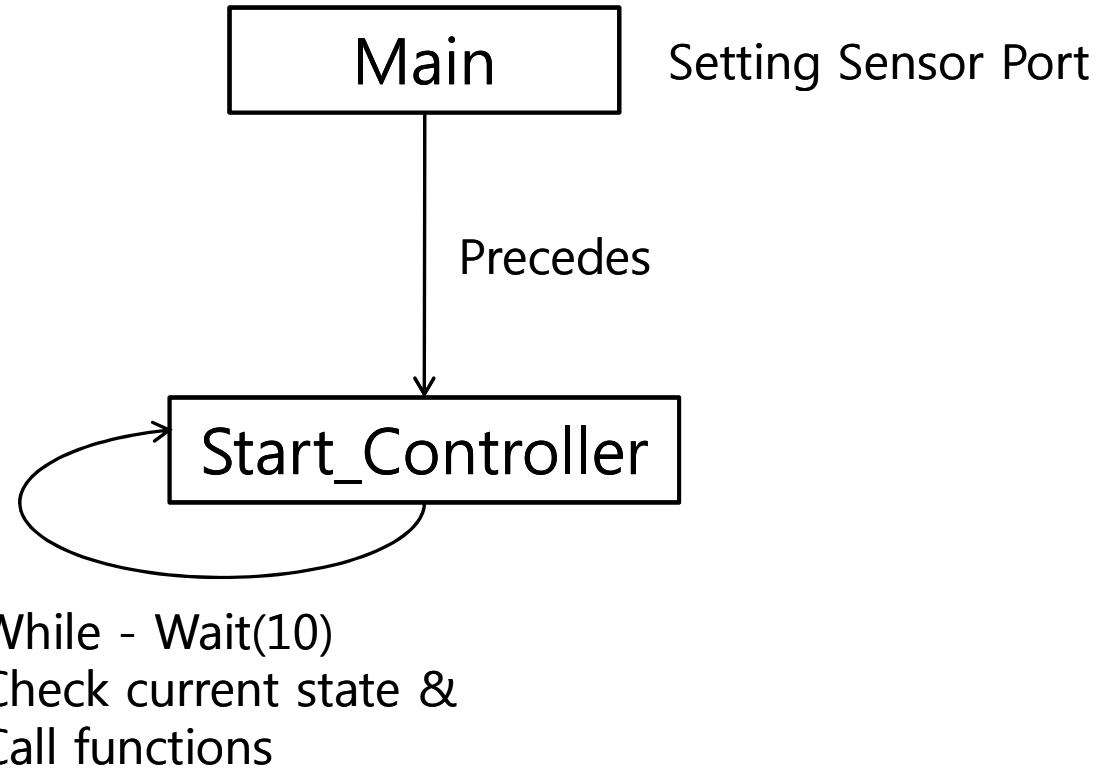 Main
Setting Sensor Port
Precedes
Start_Controller
While - Wait(10)
Check current state &
Call functions